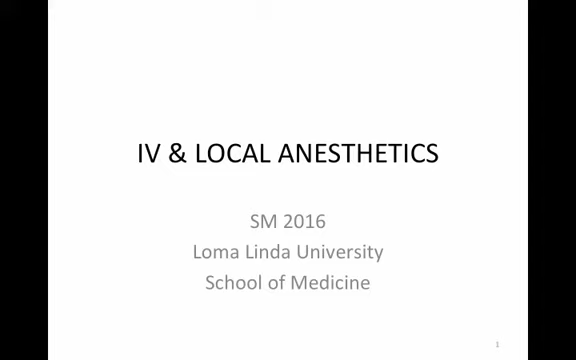 IV & LOCAL ANESTHETICS
SM 2016
Loma Linda University
School of Medicine
1